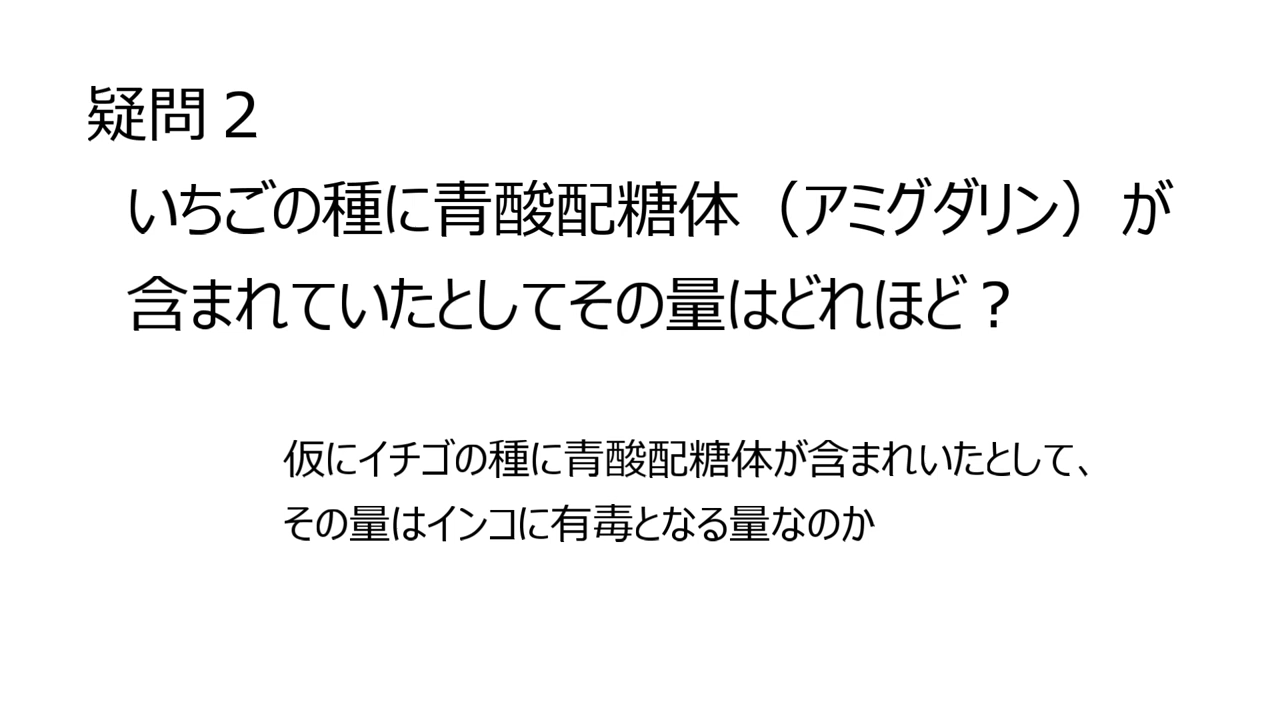 疑問２
いちごの種に青酸配糖体（アミグダリン）が
含まれていたとしてその量はどれほど？
仮にイチゴの種に青酸配糖体が含まれいたとして、
その量はインコに有毒となる量なのか